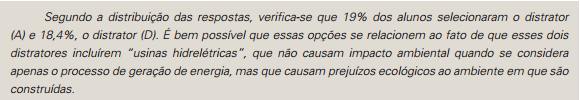 Segundo a distribuição das respostas, verifica-se que 19% dos alunos selecionaram o distrator
(A) e 18,4%, o distrator (D). É bem possível que essas opções se relacionem ao fato de que esses dois
distratores incluírem “usinas hidrelétricas”, que não causam impacto ambiental quando se considera
apenas o processo de geração de energia, mas que causam prejuízos ecológicos ao ambiente em que são
construídas.